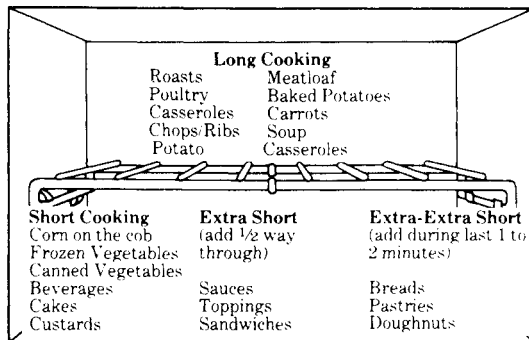 Long Cooking
Roasts Meatloaf
Poultry Baked Potatoes
Casseroles Carrots
Chops/Ribs Soup
Potato Casseroles
Short Cooking
Corn on the cob
Frozen Vegetables
Canned Vegetables
Beverages
Cakes
Custards
Extra Short
(add 1/2 way
through)
Sauces
Toppings
Sandwiches
Extra-Extra Short
(add during last 1 to
2 minutes)
Breads
Pastries
Doughnuts